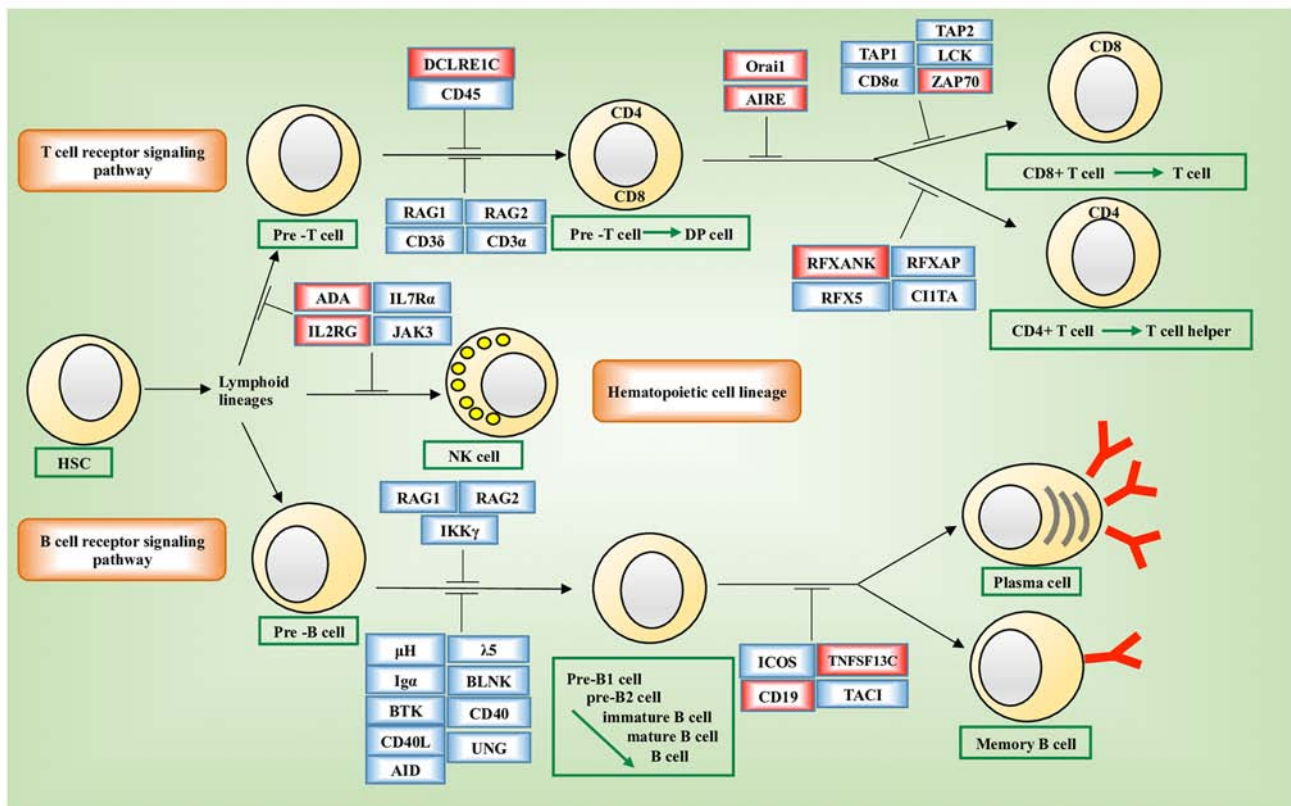 TAP2
DCLRE1C
Orai1
TAP1
LCK
CD8
CD45
AIRE
CD8α
ZAP70
CD4
T cell receptor signaling
pathway
CD8+ T cell
T cell
CD8
RAG1
RAG2
CD4
Pre -T cell
CD3δ
CD3α
Pre -T cell
DP cell
RFXANK
RFXAP
ADA
IL7Rα
RFX5
CI1TA
IL2RG
JAK3
CD4+ T cell
T cell helper
Lymphoid
lineages
Hematopoietic cell lineage
HSC
NK cell
RAG1
RAG2
B cell receptor signaling
pathway
IKKγ
Plasma cell
Pre -B cell
μH
λ5
ICOS
TNFSF13C
Igα
BLNK
Pre-B1 cell
CD19
TACI
pre-B2 cell
BTK
CD40
immature B cell
CD40L
mature B cell
UNG
B cell
Memory B cell
AID